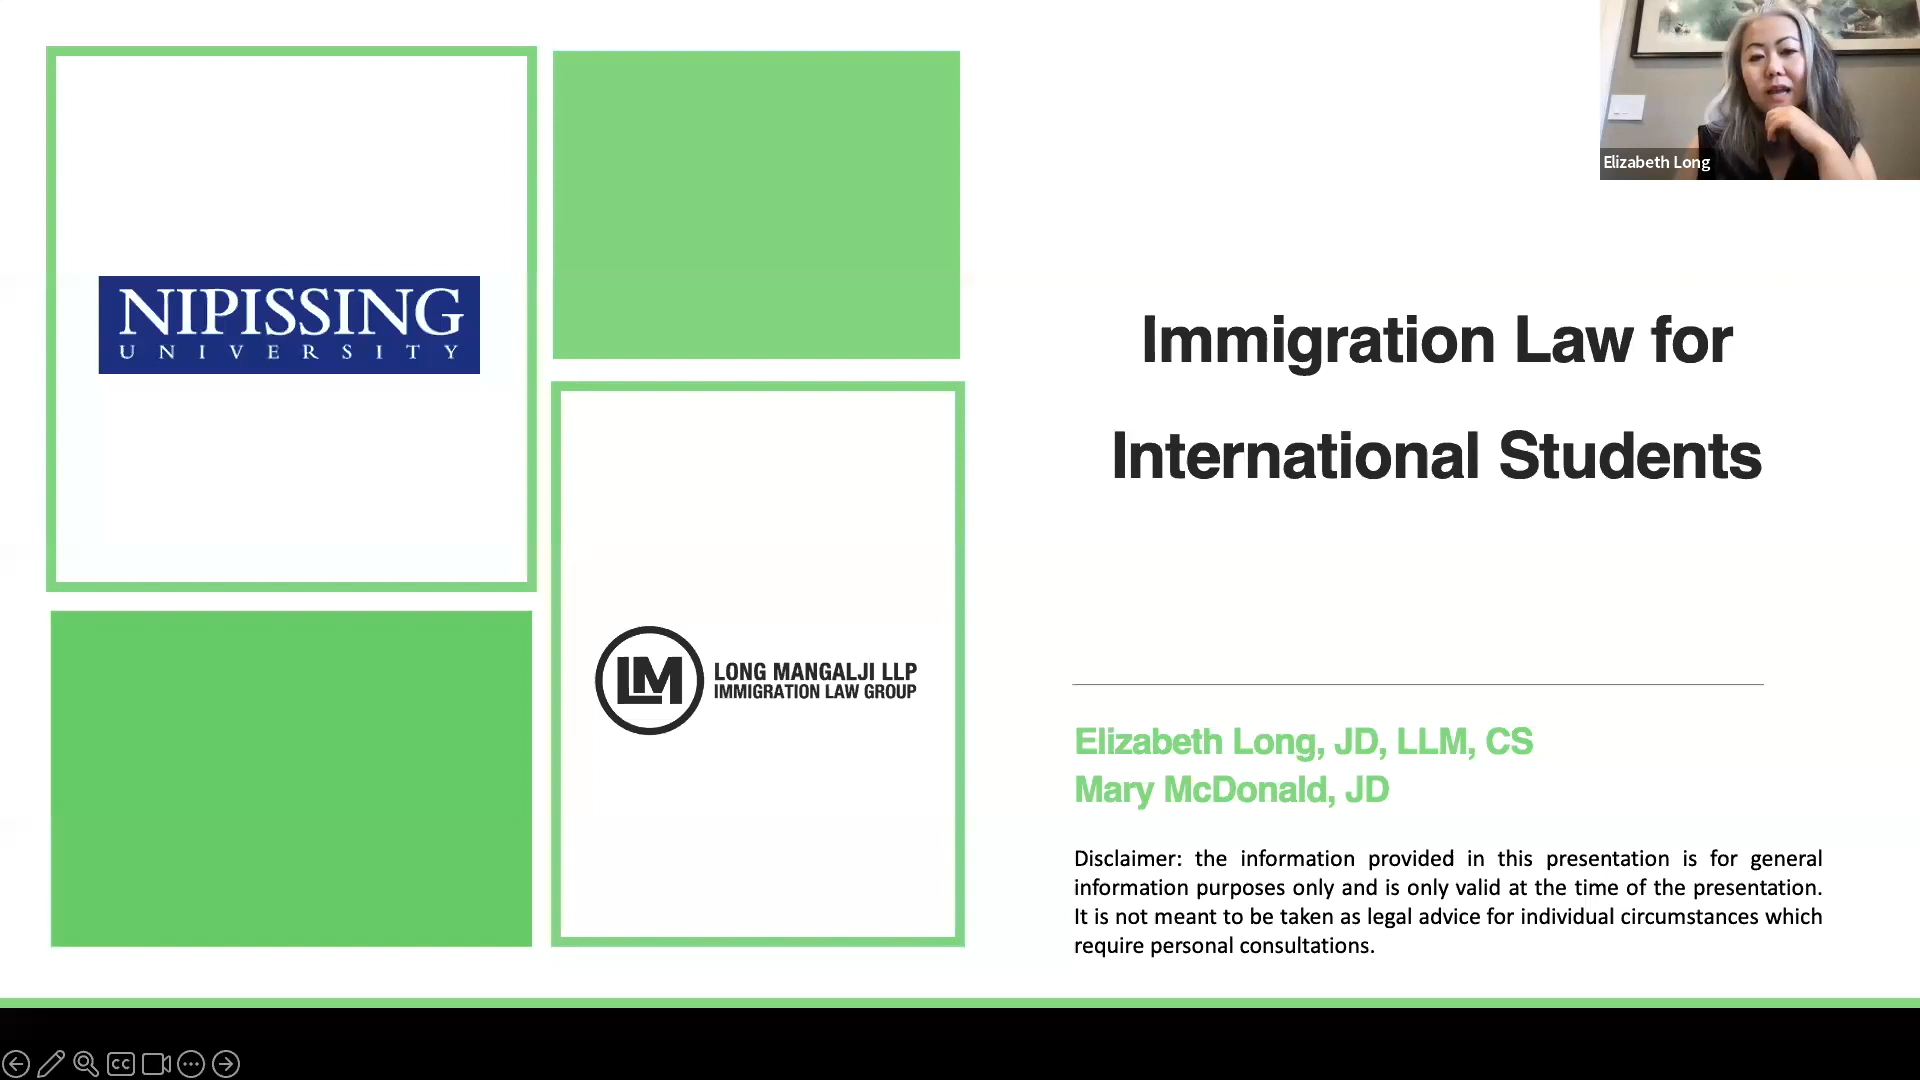 NIPISSING
UNIVERSITY
LM
LONG MANGALJI LLP
IMMIGRATION LAW GROUP
Elizabeth Long
Immigration Law for
International Students
Elizabeth Long, JD, LLM, CS
Mary McDonald, JD
Disclaimer: the information provided in this presentation is for general
information purposes only and is only valid at the time of the presentation.
It is not meant to be taken as legal advice for individual circumstances which
require personal consultations.
CC